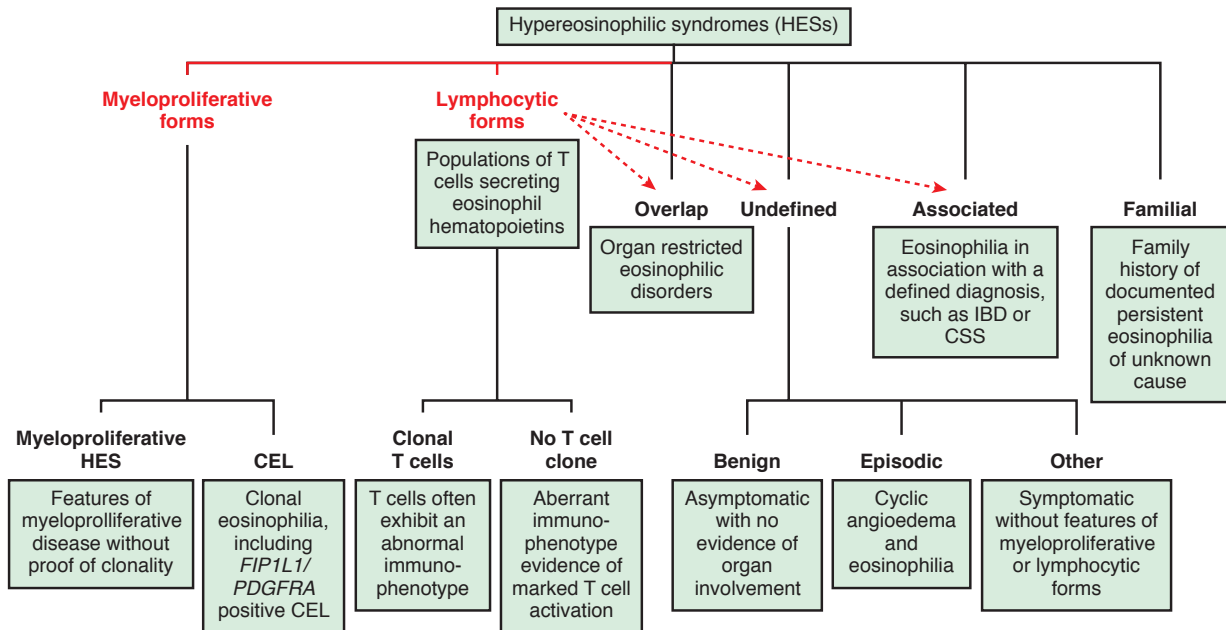 Hypereosinophilic syndromes (HESs)
Myeloproliferative
forms
Lymphocytic
forms
Populations of T
cells secreting
eosinophil
hematopoietins
Overlap
Organ restricted
eosinophilic
disorders
Undefined
Associated
Eosinophilia in
association with a
defined diagnosis,
such as IBD or
CSS
Familial
Family
history of
documented
persistent
eosinophilia
of unknown
cause
Myeloproliferative
HES
Features of
myeloprolliferative
disease without
proof of clonality
CEL
Clonal
eosinophilia,
including
FIP1L1/
PDGFRA
positive CEL
Clonal
T cells
T cells often
exhibit an
abnormal
immuno-
phenotype
No T cell
clone
Aberrant
immuno-
phenotype
evidence of
marked T cell
activation
Benign
Asymptomatic
with no
evidence of
organ
involvement
Episodic
Cyclic
angioedema
and
eosinophilia
Other
Symptomatic
without features of
myeloproliferative
or lymphocytic
forms